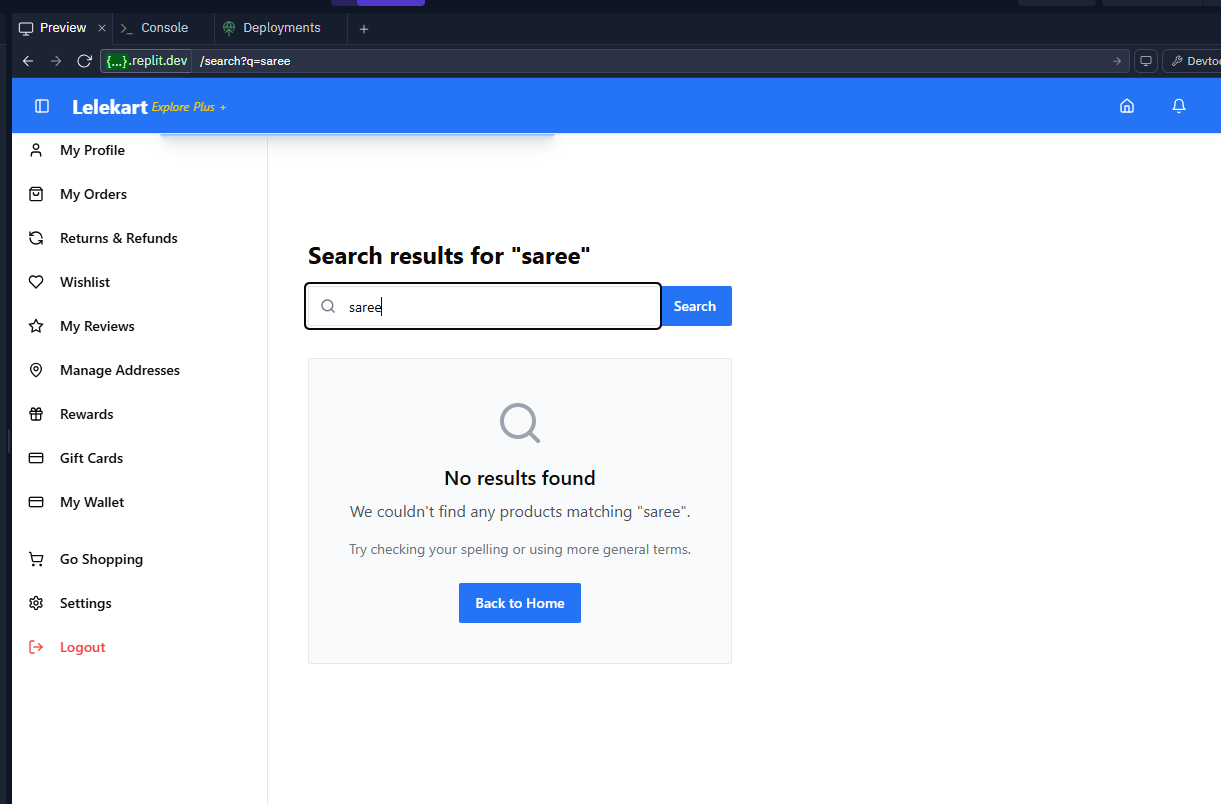 Preview
Console
Deployments
{...}.replit.dev /search?q=saree
Lelekart Explore Plus +
My Profile
My Orders
Returns & Refunds
Wishlist
My Reviews
Manage Addresses
Rewards
Gift Cards
My Wallet
Go Shopping
Settings
Logout
Search results for "saree"
saree
Search
No results found
We couldn't find any products matching "saree".
Try checking your spelling or using more general terms.
Back to Home